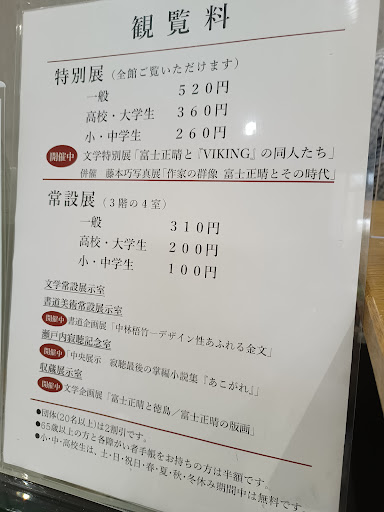 観覧料
特別展（全館ご覧いただけます）
一般 ５２０円
高校・大学生 ３６０円
小・中学生 ２６０円
開催中 文学特別展「富士正晴と『VIKING』の同人たち」
併催 藤本巧写真展「作家の群像 富士正晴とその時代」
常設展（３階の４室）
一般 ３１０円
高校・大学生 ２００円
小・中学生 １００円
文学常設展示室
書道美術常設展示室
開催中 書道企画展「中林梧竹ーデザイン性あふれる金文」
瀬戸内寂聴記念室
開催中 中央展示 寂聴最後の掌編小説集『あこがれ』」
収蔵展示室
開催中 文学企画展「富士正晴と徳島／富士正晴の版画」
●団体（20名以上）は2割引です。
●65歳以上の方と各障がい者手帳をお持ちの方は半額です。
●小・中・高校生は、土・日・祝日・春・夏・秋・冬休み期間中は無料です。